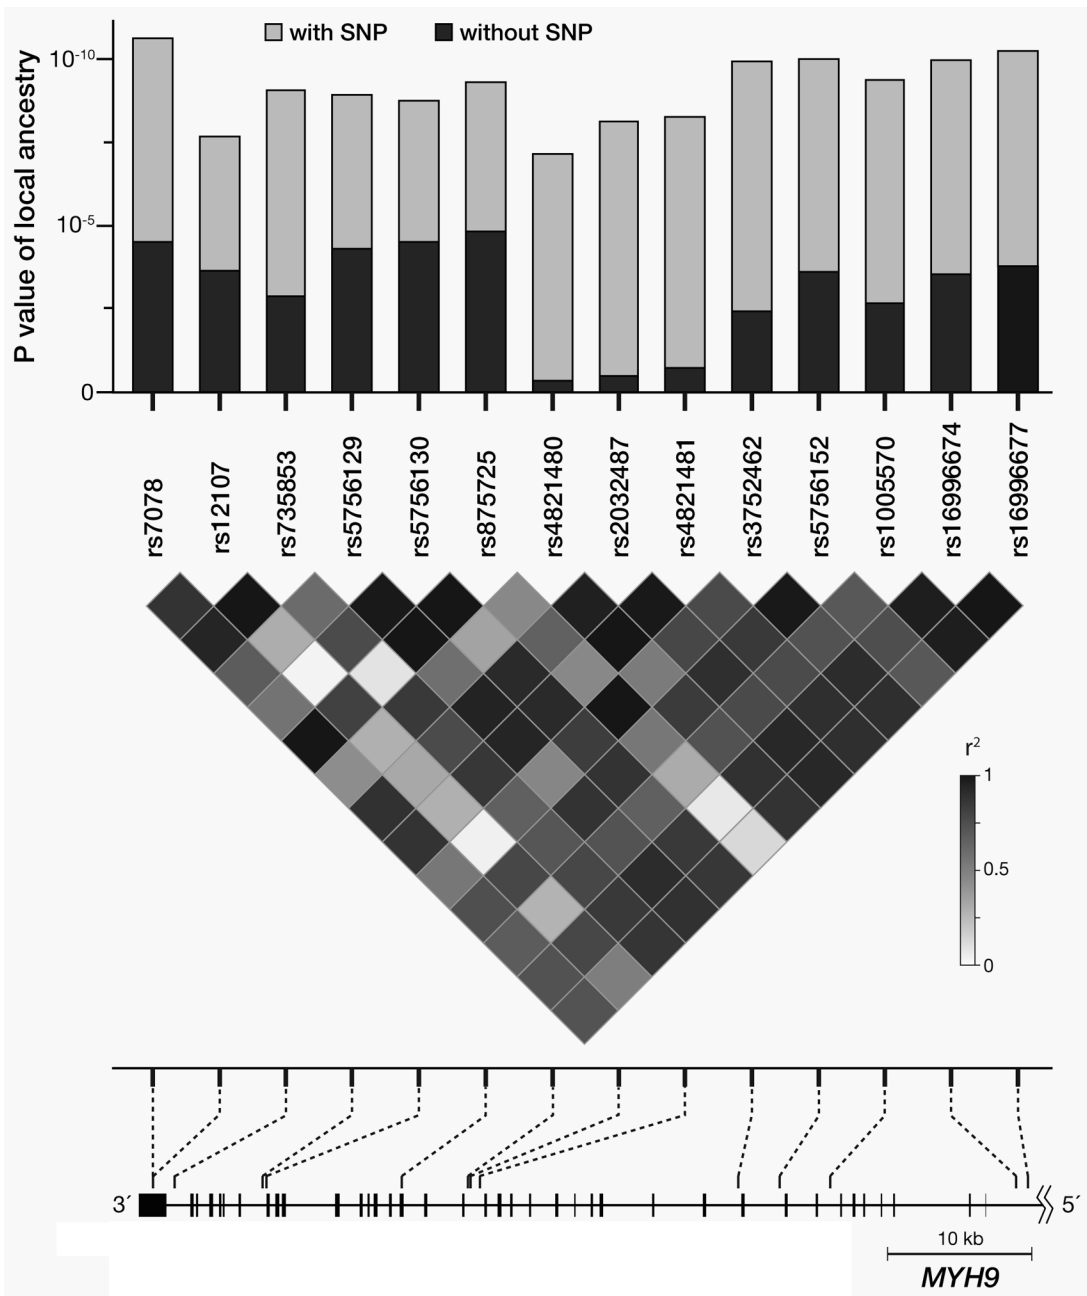 with SNP
without SNP
P value of local ancestry
10-10
10-5
0
rs7078
rs12107
rs735853
rs5756129
rs5756130
rs875725
rs4821480
rs2032487
rs4821481
rs3752462
rs5756152
rs1005570
rs16996674
rs16996677
r2
1
0.5
0
3´
5´
10 kb
MYH9